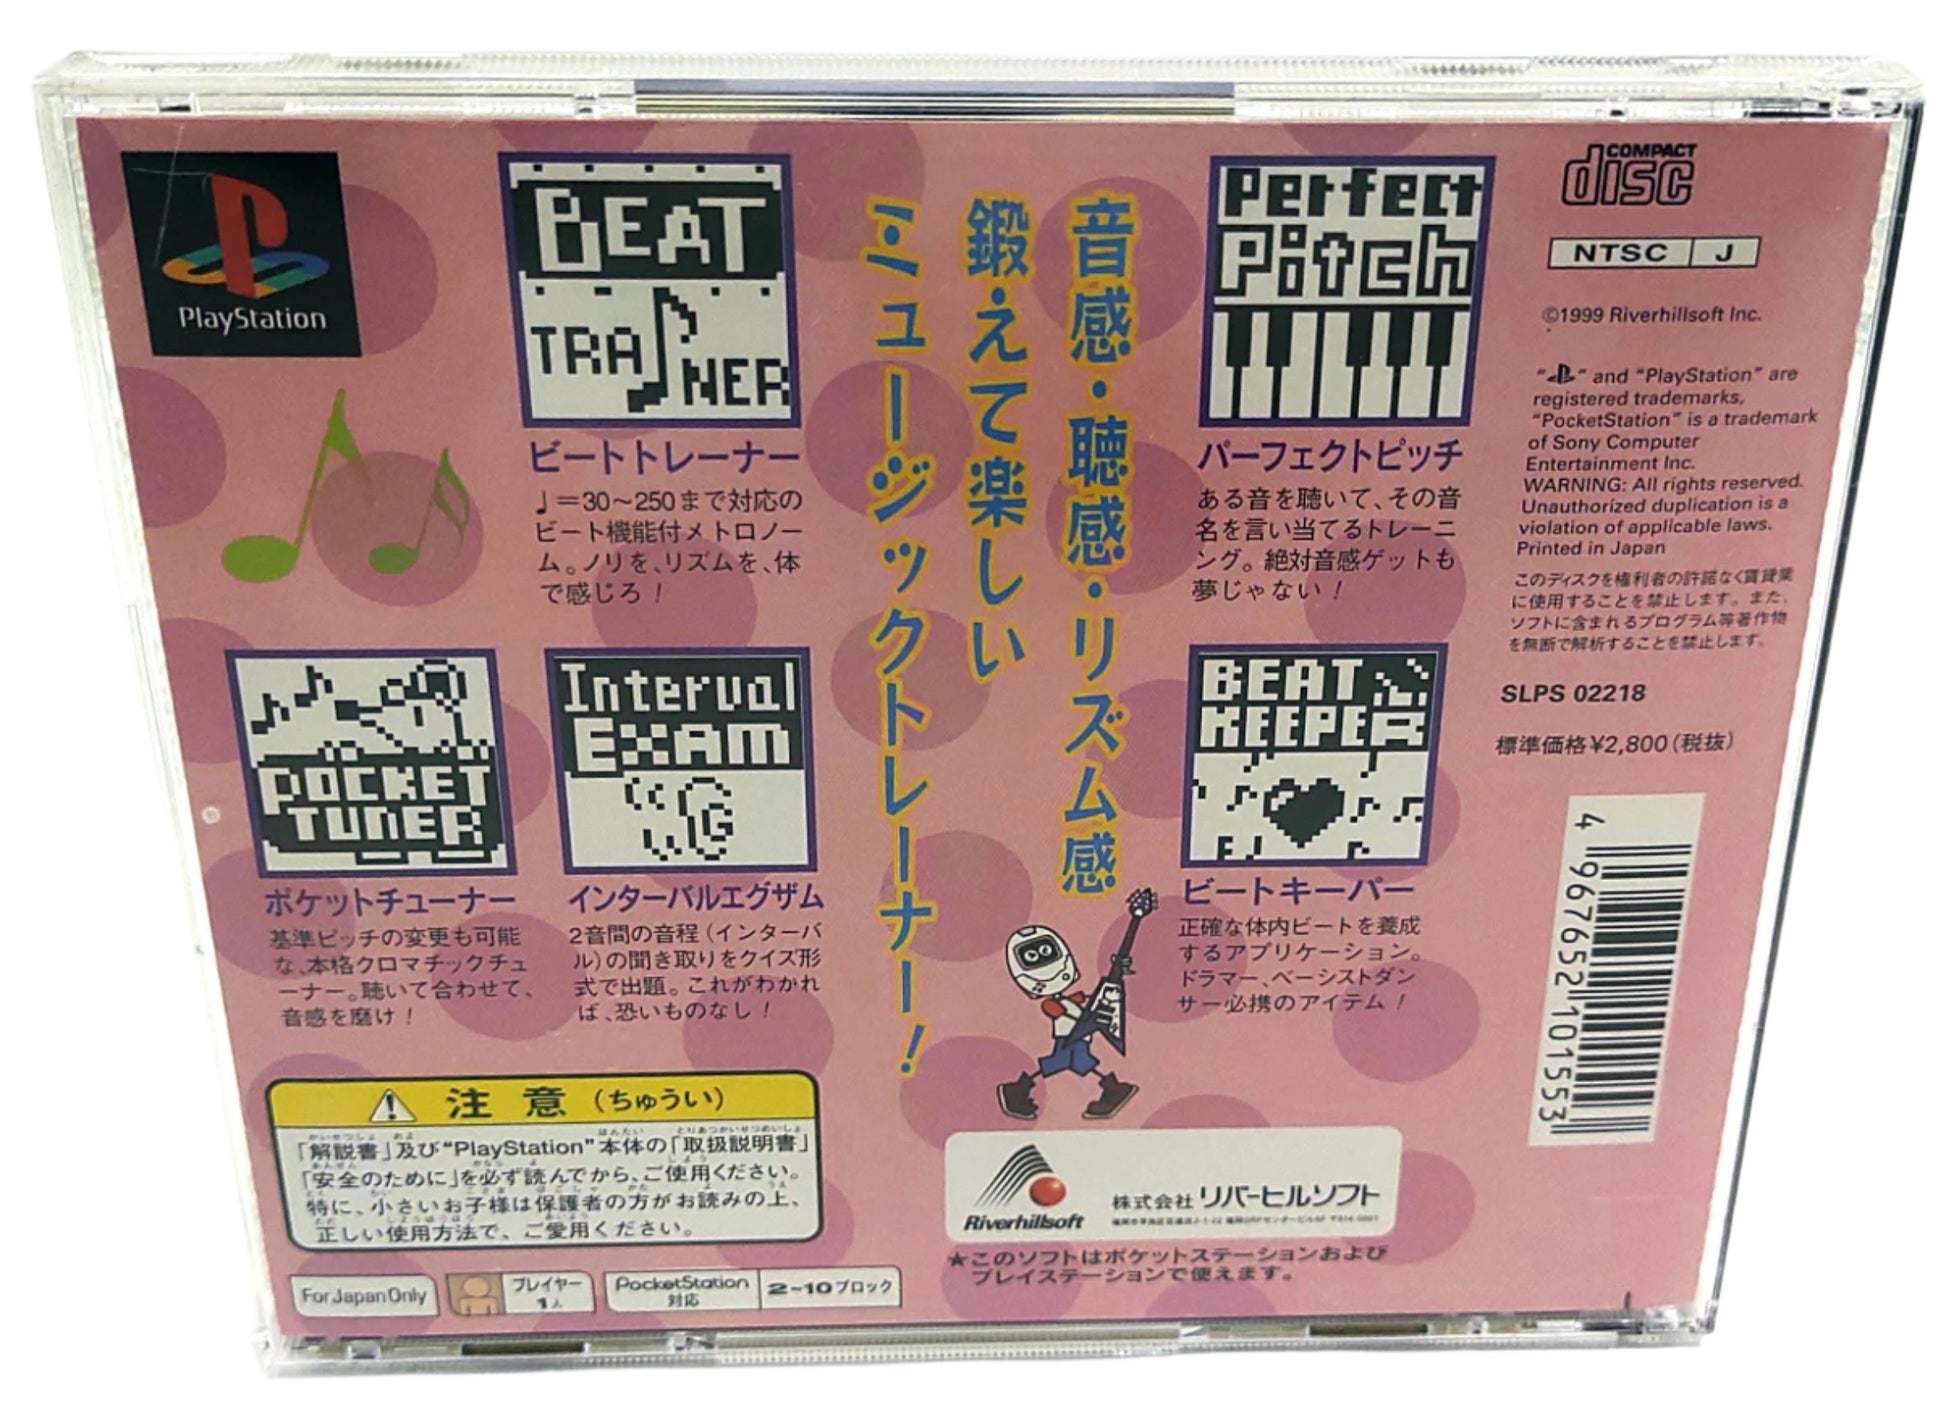 PlayStation
BEAT
TRAINER
ビートトレーナー
♩=30~250まで対応の
ビート機能付メトロノー
ム。ノリを、リズムを、体
で感じろ!
音感・聴感・リズム感
鍛えて楽しい
ミュージックトレーナー!
Perfect
Pitch
パーフェクトピッチ
ある音を聴いて、その音
名を言い当てるトレーニ
ング。絶対音感ゲットも
夢じゃない!
POCKET
TUNER
ポケットチューナー
基準ピッチの変更も可能
な、本格クロマチックチュ
ーナー。聴いて合わせて、
音感を磨け!
Interval
EXAM
インターバルエグザム
2音間の音程(インターバ
ル)の聞き取りをクイズ形
式で出題。これがわかれ
ば、恐いものなし!
BEAT
KEEPER
ビートキーパー
正確な体内ビートを養成
するアプリケーション。
ドラマー、ベーシストダン
サー必携のアイテム!
COMPACT
disc
NTSC J
©1999 Riverhillsoft Inc.
" " and "PlayStation" are
registered trademarks,
"PocketStation" is a trademark
of Sony Computer
Entertainment Inc.
WARNING: All rights reserved.
Unauthorized duplication is a
violation of applicable laws.
Printed in Japan
このディスクを権利者の許諾なく賃貸業
に使用することを禁止します。また、
ソフトに含まれるプログラム等著作物
を無断で解析することを禁止します。
SLPS 02218
標準価格¥2,800(税抜)
4 967652 101553
注意(ちゅうい)
「解説書」及び"PlayStation"本体の「取扱説明書」
「安全のために」を必ず読んでから、ご使用ください。
特に、小さいお子様は保護者の方がお読みの上、
正しい使用方法で、ご愛用ください。
For Japan Only
プレイヤー
1人
PocketStation
対応
2~10ブロック
Riverhillsoft
株式会社 リバーヒルソフト
★このソフトはポケットステーションおよび
プレイステーションで使えます。